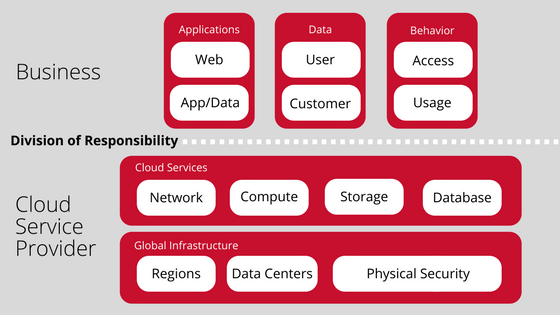 Business
Applications
Web
App/Data
Data
User
Customer
Behavior
Access
Usage
Division of Responsibility
Cloud
Service
Provider
Cloud Services
Network
Compute
Storage
Database
Global Infrastructure
Regions
Data Centers
Physical Security